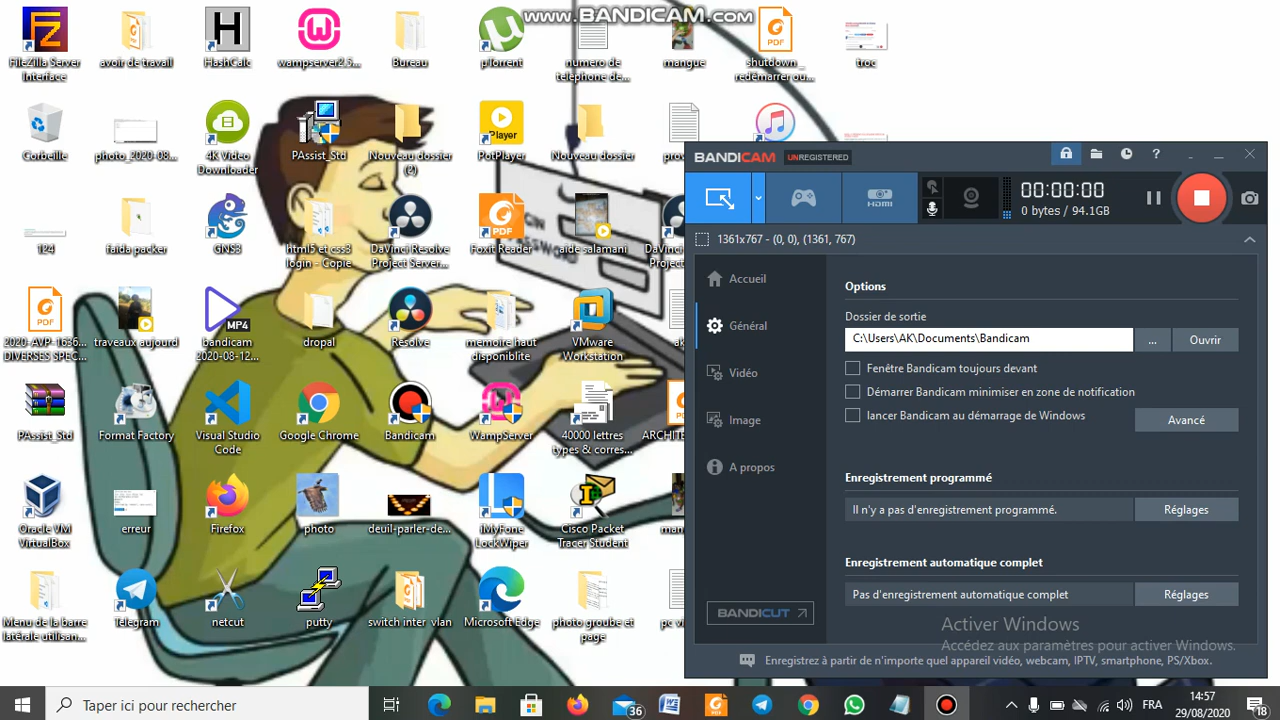 www.BANDICAM.com
FileZilla Server
Interface
avoir de travail
HashCalc
wampserver2.5...
Bureau
µTorrent
numero de
telephone de...
mangue
shutdown _
redémarrer ou...
troc
Corbeille
photo_2020-08...
4K Video
Downloader
PAssist_Std
Nouveau dossier
(2)
PotPlayer
Nouveau dossier
124
faida packer
GNS3
html5 et css3
login - Copie
DaVinci Resolve
Project Server...
Foxit Reader
aide salamani
2020-AVP-1636...
DIVERSES SPEC...
traveaux aujourd
MP4
bandicam
2020-08-12...
dropal
Resolve
memoire haut
disponiblite
VMware
Workstation
PAssist_Std
Format Factory
Visual Studio
Code
Google Chrome
Bandicam
WampServer
40000 lettres
types & corres...
Oracle VM
VirtualBox
erreur
Firefox
photo
deuil-parler-de...
iMyFone
LockWiper
Cisco Packet
Tracer Student
Menu de la barre
latérale utilisan...
Telegram
netcut
putty
switch inter_vlan
Microsoft Edge
photo groube et
page
BANDICAM UNREGISTERED
HDMI
00:00:00
0 bytes / 94.1GB
1361x767 - (0, 0), (1361, 767)
Accueil
Général
Vidéo
Image
A propos
BANDICUT
Options
Dossier de sortie
C:\Users\AK\Documents\Bandicam
...
Ouvrir
Fenêtre Bandicam toujours devant
Démarrer Bandicam minimisé en zone de notification
lancer Bandicam au démarrage de Windows
Avancé
Enregistrement programmé
Il n'y a pas d'enregistrement programmé.
Réglages
Enregistrement automatique complet
Pas d'enregistrement automatique complet
Réglages
Activer Windows
Accédez aux paramètres pour activer Windows.
Enregistrez à partir de n'importe quel appareil vidéo, webcam, IPTV, smartphone, PS/Xbox.
Taper ici pour rechercher
36
FRA
14:57
29/08/2020
18